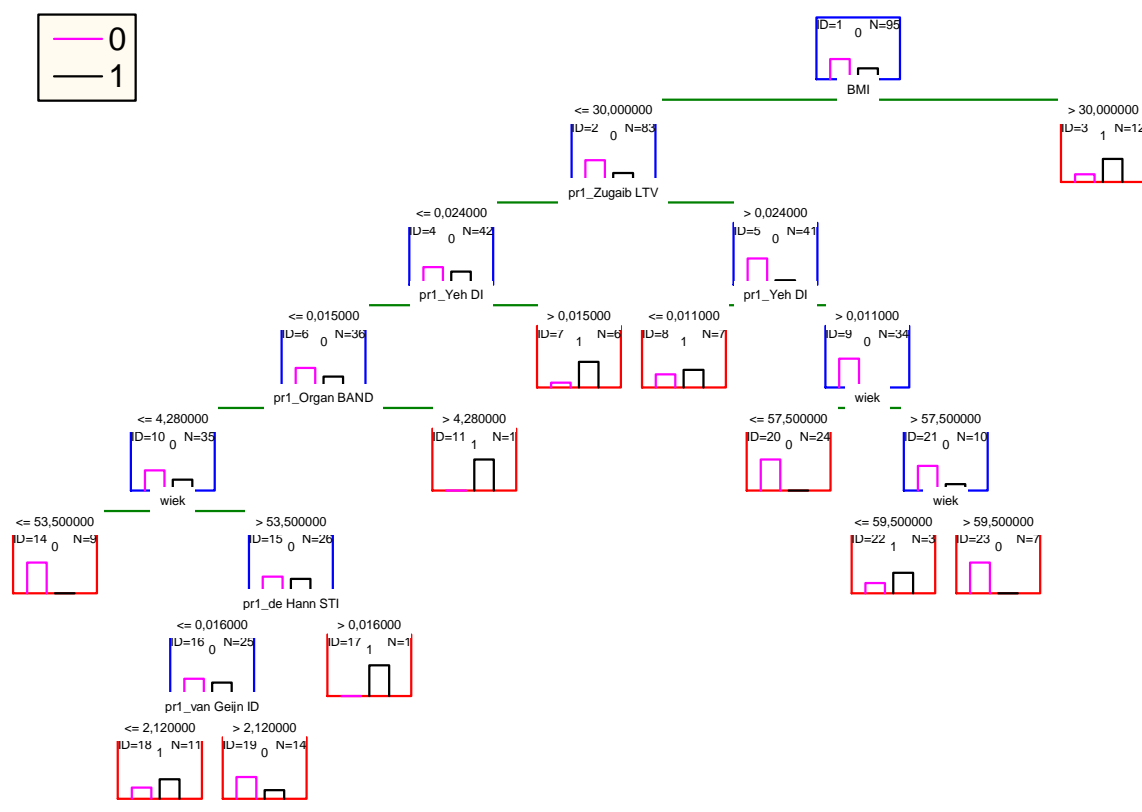 0
1
ID=1 0 N=95
BMI
<= 30,000000
> 30,000000
ID=2 0 N=83
ID=3 1 N=12
pr1_Zugaib LTV
<= 0,024000
> 0,024000
ID=4 0 N=42
ID=5 0 N=41
pr1_Yeh DI
pr1_Yeh DI
<= 0,015000
> 0,015000
<= 0,011000
> 0,011000
ID=6 0 N=36
ID=7 1 N=6
ID=8 1 N=7
ID=9 0 N=34
pr1_Organ BAND
wiek
<= 4,280000
> 4,280000
<= 57,500000
> 57,500000
ID=10 0 N=35
ID=11 1 N=1
ID=20 0 N=24
ID=21 0 N=10
wiek
wiek
<= 53,500000
> 53,500000
<= 59,500000
> 59,500000
ID=14 0 N=9
ID=15 0 N=26
ID=22 1 N=3
ID=23 0 N=7
pr1_de Hann STI
<= 0,016000
> 0,016000
ID=16 0 N=25
ID=17 1 N=1
pr1_van Geijn ID
<= 2,120000
> 2,120000
ID=18 1 N=11
ID=19 0 N=14